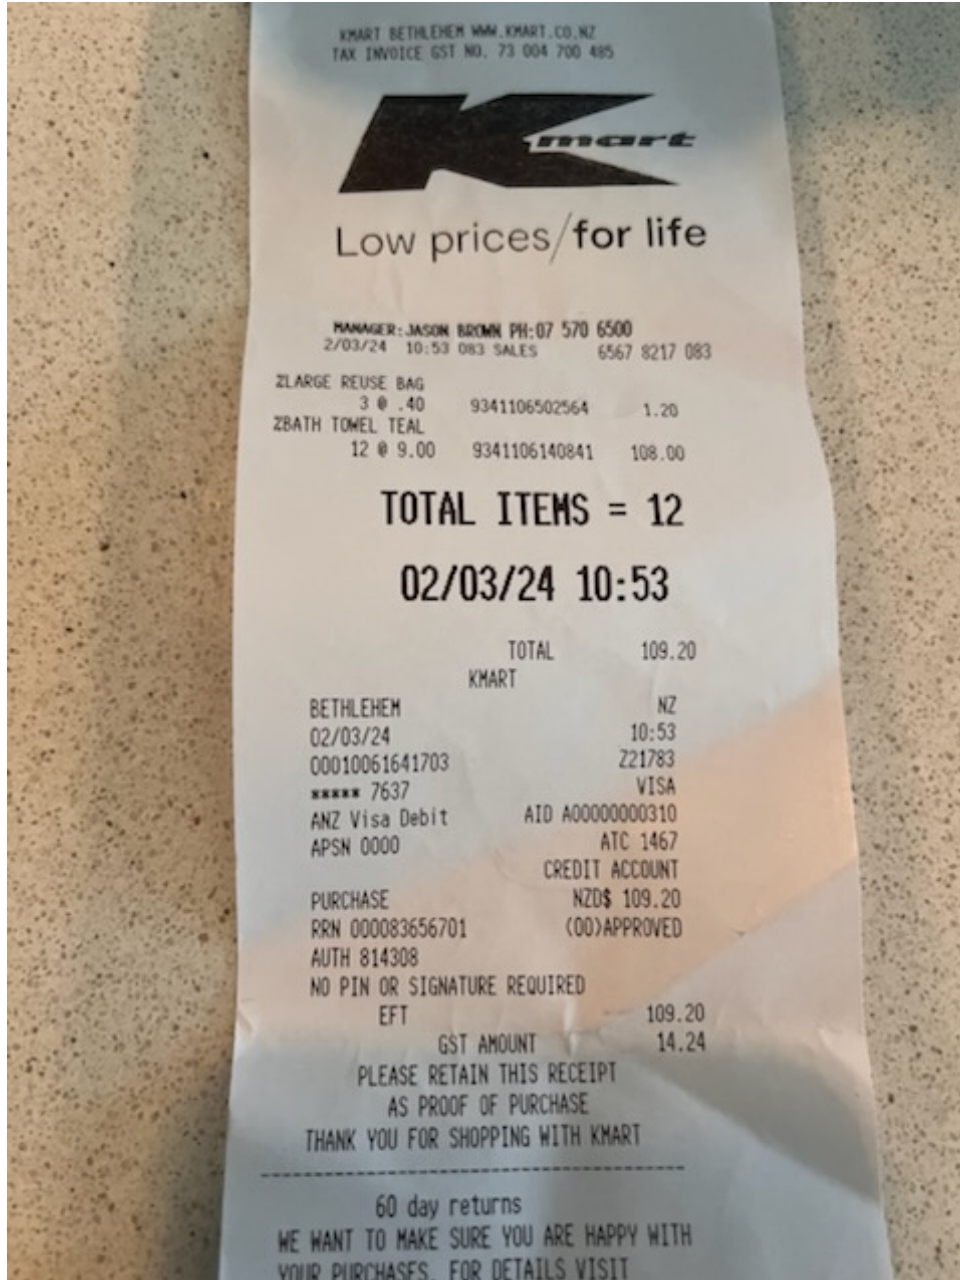 KMART BETHLEHEM WWW.KMART.CO.NZ
TAX INVOICE GST NO. 73 004 700 485
Kmart
Low prices/for life
MANAGER:JASON BROWN PH:07 570 6500
2/03/24 10:53 083 SALES 6567 8217 083
ZLARGE REUSE BAG
3 @ .40 9341106502564 1.20
ZBATH TOWEL TEAL
12 @ 9.00 9341106140841 108.00
TOTAL ITEMS = 12
02/03/24 10:53
TOTAL 109.20
KMART
BETHLEHEM NZ
02/03/24 10:53
00010061641703 Z21783
***** 7637 VISA
ANZ Visa Debit AID A00000000310
APSN 0000 ATC 1467
CREDIT ACCOUNT
PURCHASE NZD$ 109.20
RRN 000083656701 (00)APPROVED
AUTH 814308
NO PIN OR SIGNATURE REQUIRED
EFT 109.20
GST AMOUNT 14.24
PLEASE RETAIN THIS RECEIPT
AS PROOF OF PURCHASE
THANK YOU FOR SHOPPING WITH KMART
--------------------------------
60 day returns
WE WANT TO MAKE SURE YOU ARE HAPPY WITH
YOUR PURCHASES. FOR DETAILS VISIT